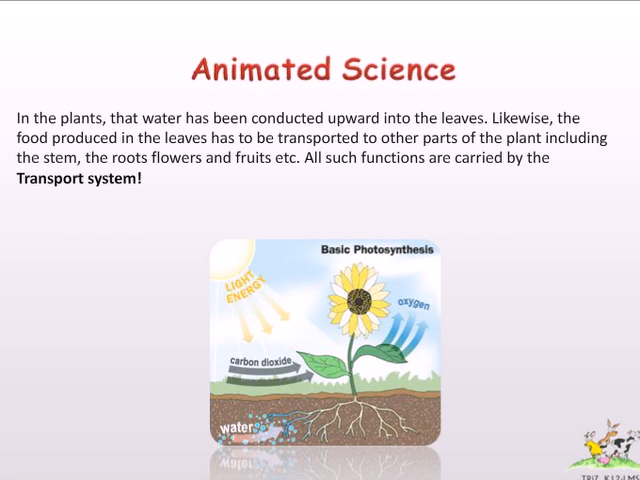 Animated Science
In the plants, that water has been conducted upward into the leaves. Likewise, the
food produced in the leaves has to be transported to other parts of the plant including
the stem, the roots flowers and fruits etc. All such functions are carried by the
Transport system!
Basic Photosynthesis
LIGHT
ENERGY
oxygen
carbon dioxide
water